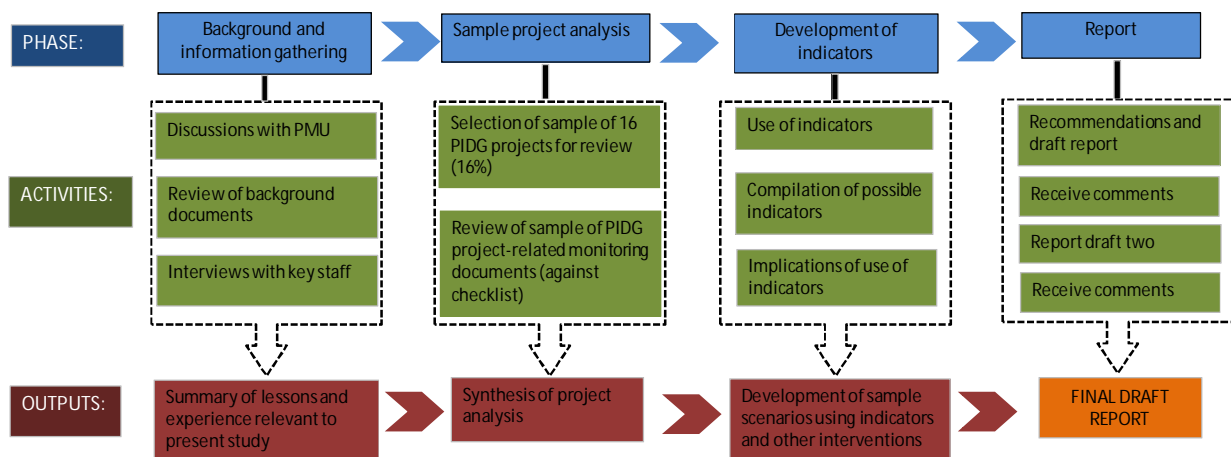 PHASE:
Background and
information gathering
Sample project analysis
Development of
indicators
Report
ACTIVITIES:
Discussions with PMU
Review of background
documents
Interviews with key staff
Selection of sample of 16
PIDG projects for review
(16%)
Review of sample of PIDG
project-related monitoring
documents (against
checklist)
Use of indicators
Compilation of possible
indicators
Implications of use of
indicators
Recommendations and
draft report
Receive comments
Report draft two
Receive comments
OUTPUTS:
Summary of lessons and
experience relevant to
present study
Synthesis of project
analysis
Development of sample
scenarios using indicators
and other interventions
FINAL DRAFT
REPORT